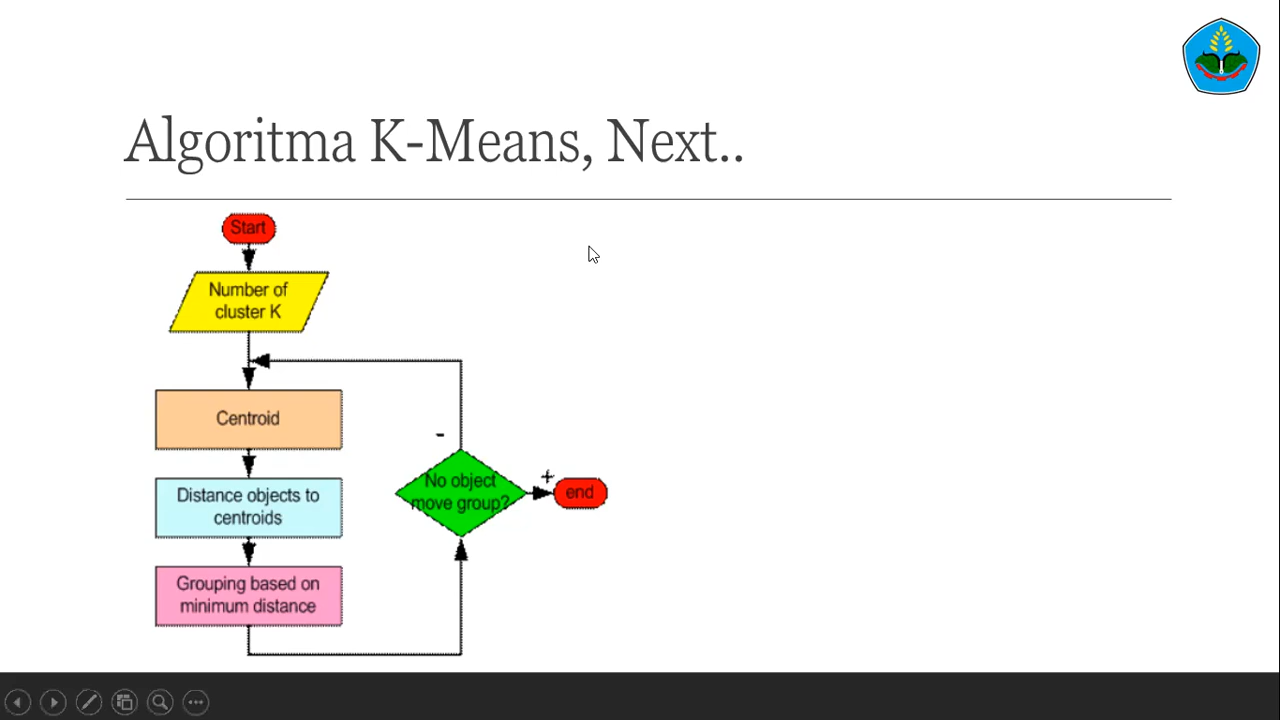 Algoritma K-Means, Next..
Start
Number of
cluster K
Centroid
-
No object
move group?
+
end
Distance objects to
centroids
Grouping based on
minimum distance